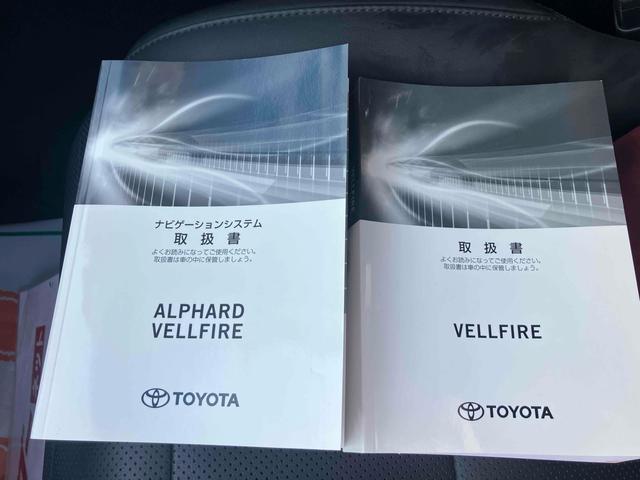 ナビゲーションシステム
取扱書
よくお読みになってご使用ください。
取扱書は車の中に保管しましょう。
ALPHARD
VELLFIRE
TOYOTA
VELLFIRE
取扱書
よくお読みになってご使用ください。
取扱書は車の中に保管しましょう。
VELLFIRE
TOYOTA